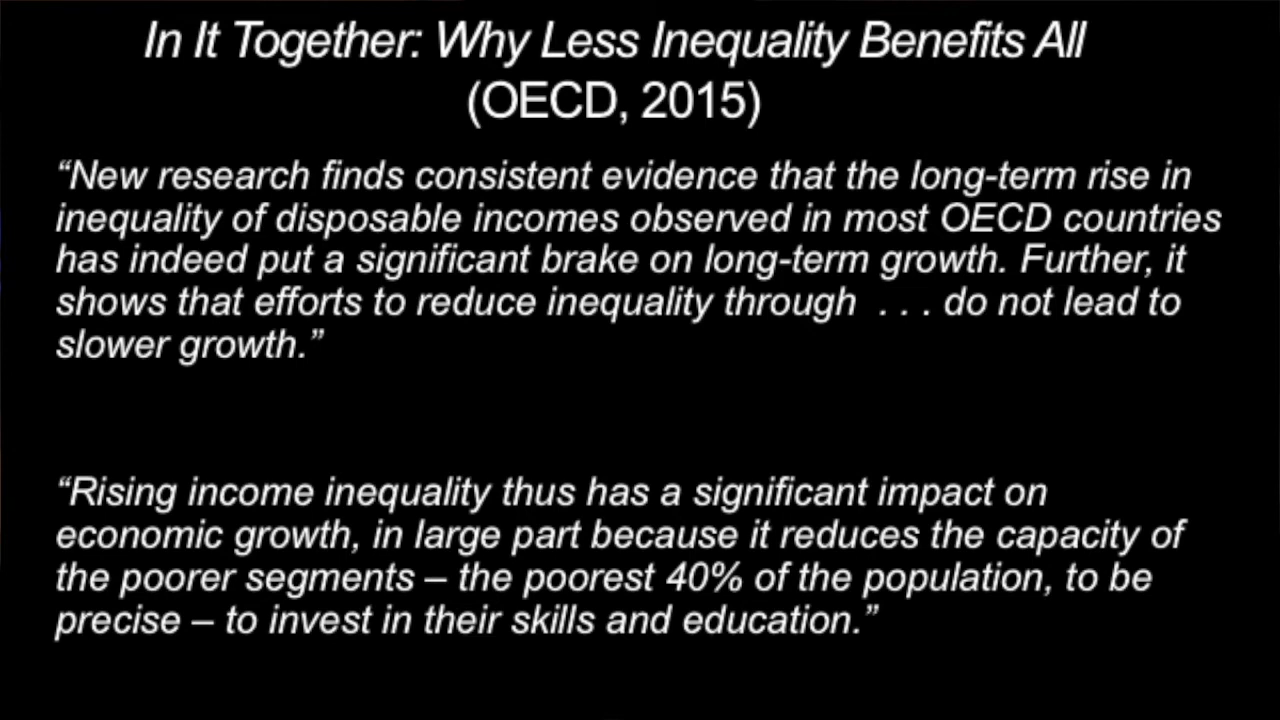 In It Together: Why Less Inequality Benefits All
(OECD, 2015)
“New research finds consistent evidence that the long-term rise in
inequality of disposable incomes observed in most OECD countries
has indeed put a significant brake on long-term growth. Further, it
shows that efforts to reduce inequality through . . . do not lead to
slower growth.”
“Rising income inequality thus has a significant impact on
economic growth, in large part because it reduces the capacity of
the poorer segments – the poorest 40% of the population, to be
precise – to invest in their skills and education.”